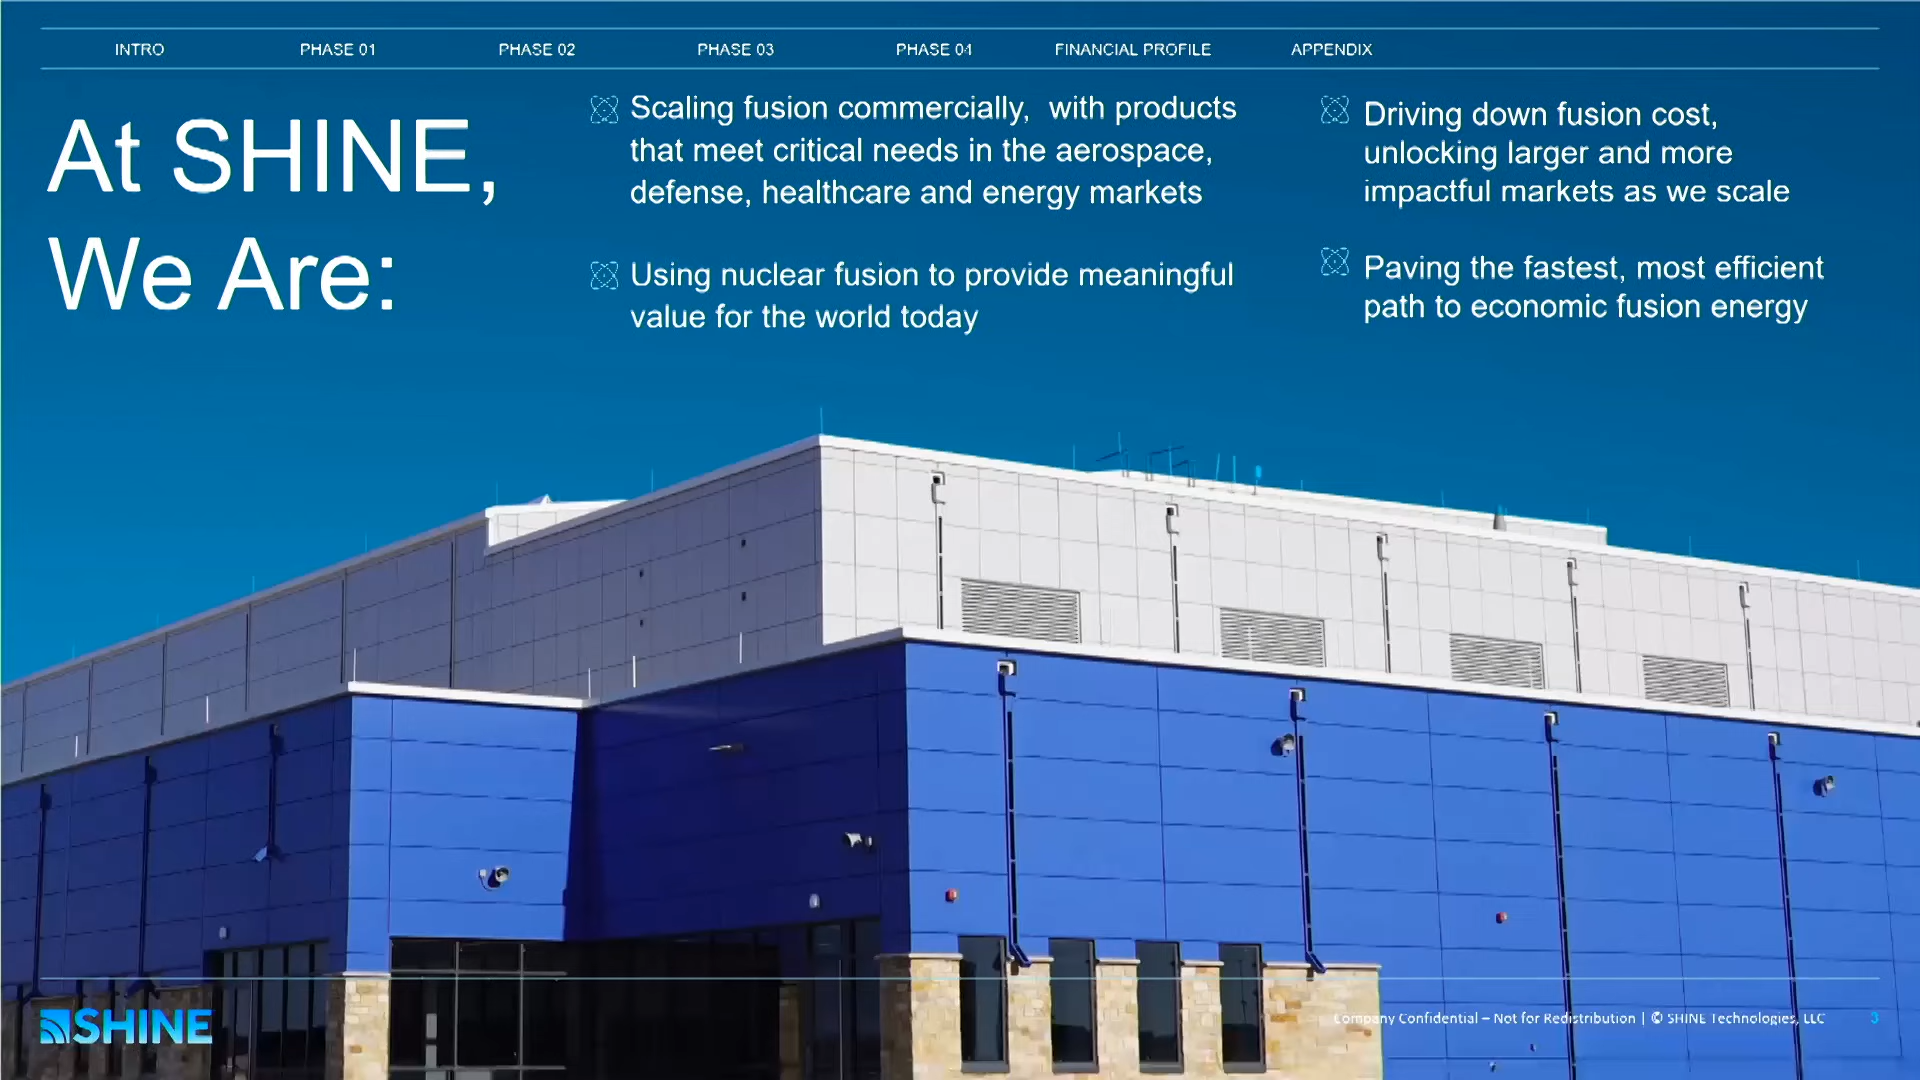 INTRO PHASE 01 PHASE 02 PHASE 03 PHASE 04 FINANCIAL PROFILE APPENDIX
At SHINE,
We Are:
Scaling fusion commercially, with products
that meet critical needs in the aerospace,
defense, healthcare and energy markets
Using nuclear fusion to provide meaningful
value for the world today
Driving down fusion cost,
unlocking larger and more
impactful markets as we scale
Paving the fastest, most efficient
path to economic fusion energy
SHINE
Company Confidential – Not for Redistribution | © SHINE Technologies, LLC 3